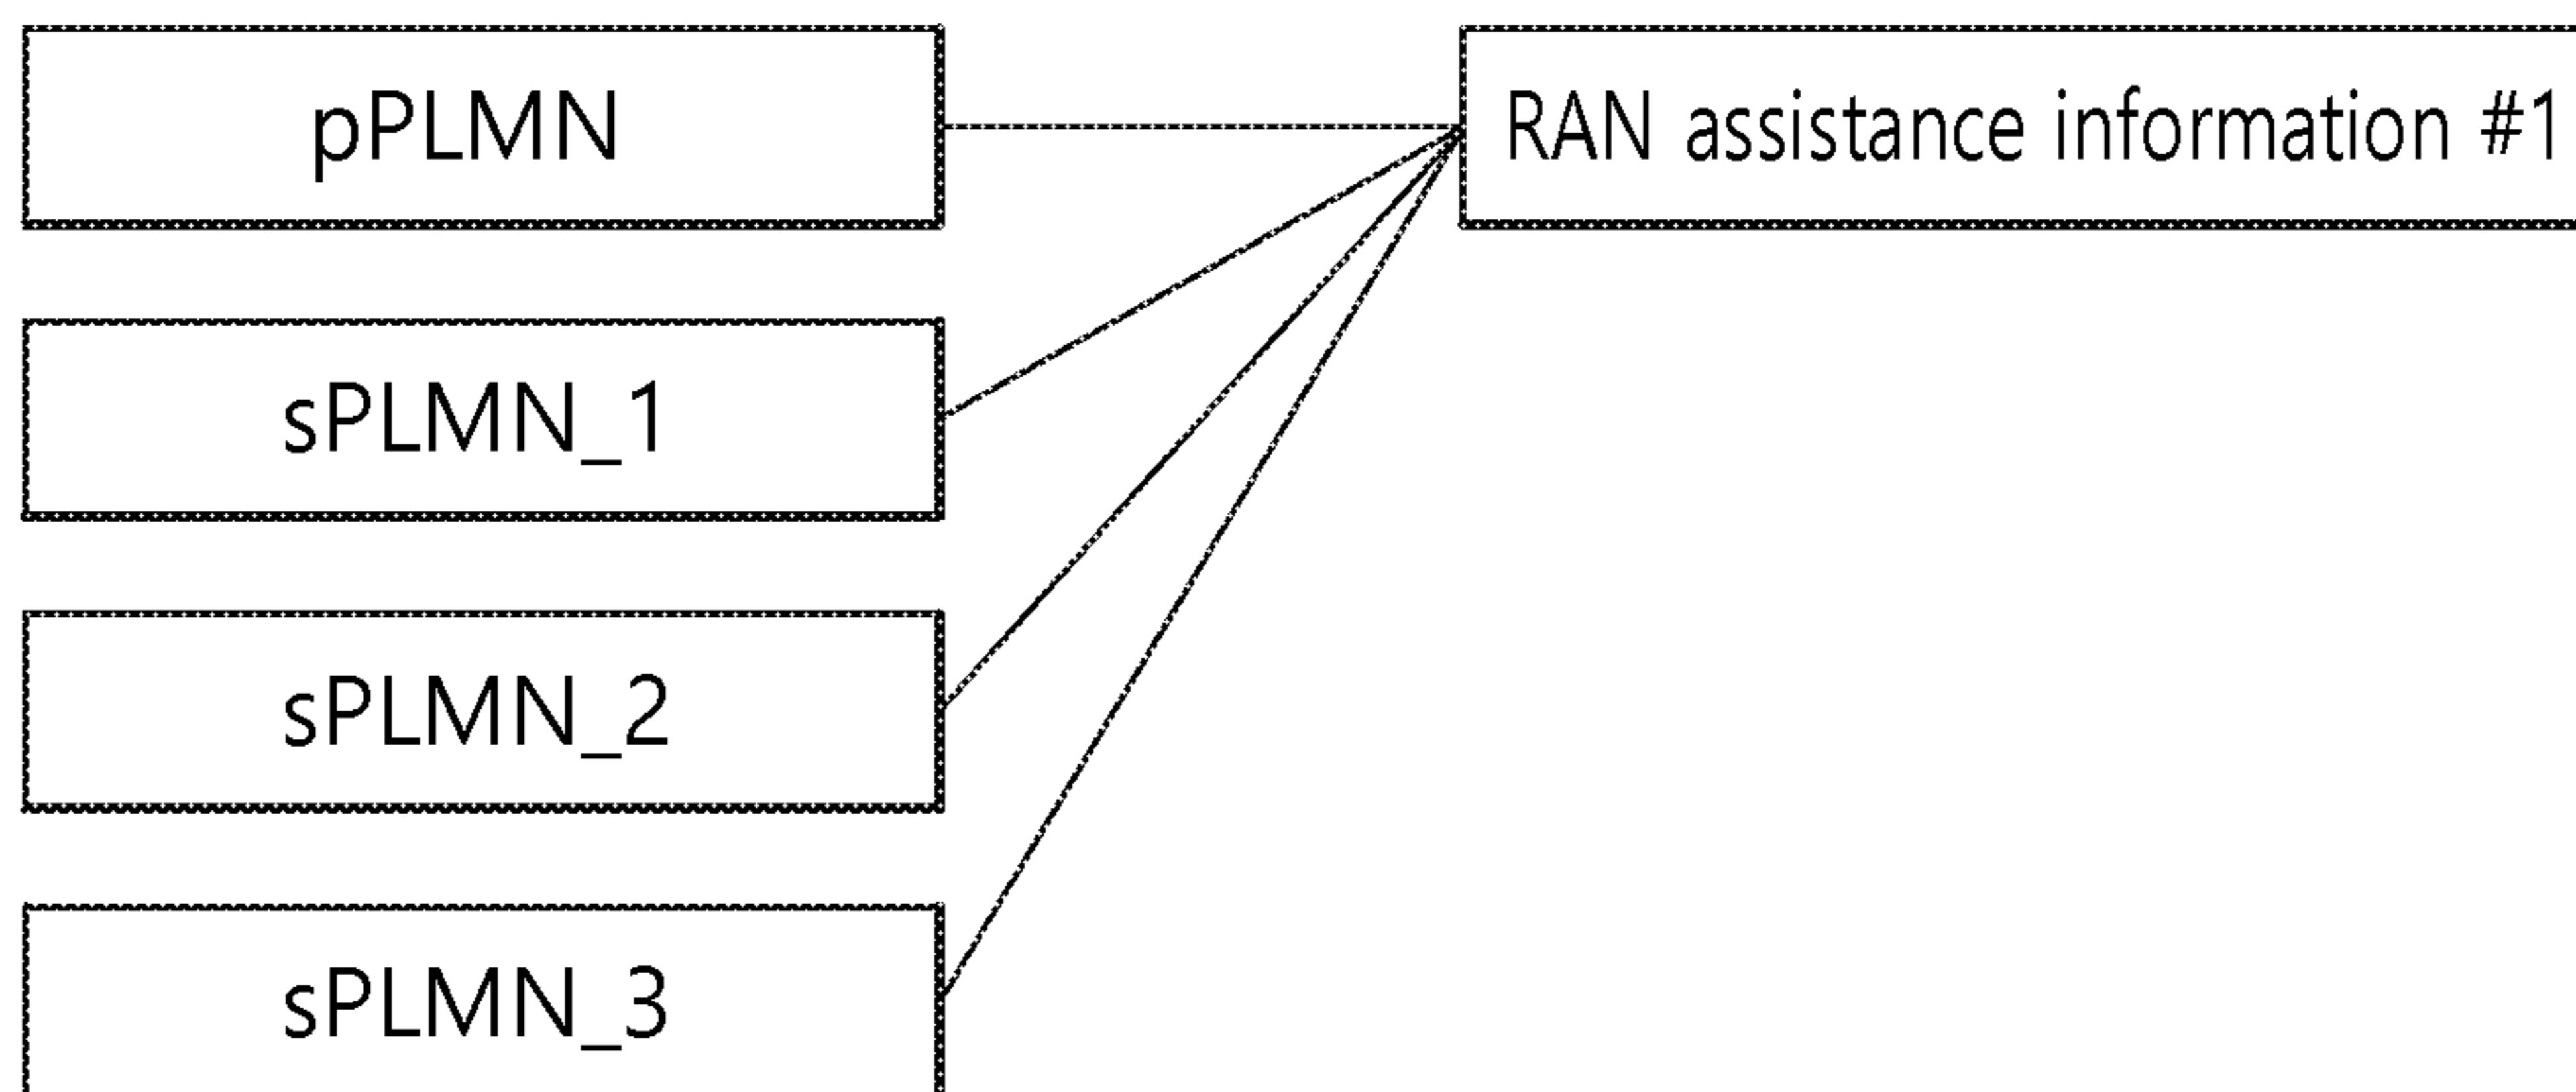 pPLMN
RAN assistance information #1
sPLMN_1
sPLMN_2
sPLMN_3